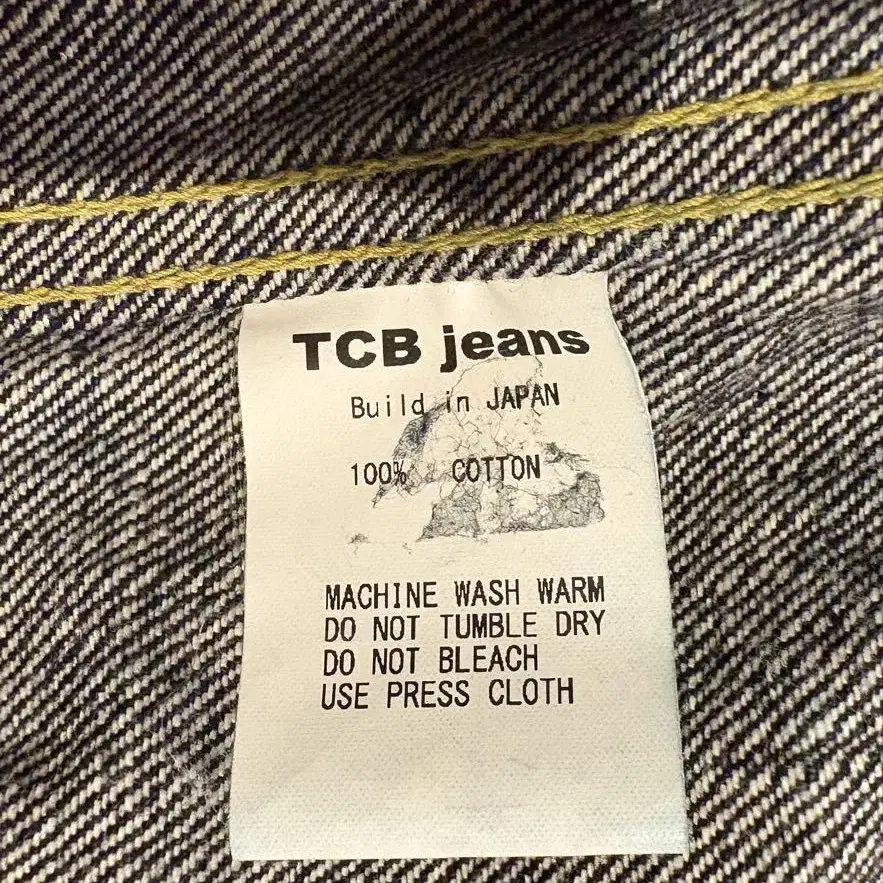 TCB jeans
Build in JAPAN
100% COTTON
MACHINE WASH WARM
DO NOT TUMBLE DRY
DO NOT BLEACH
USE PRESS CLOTH